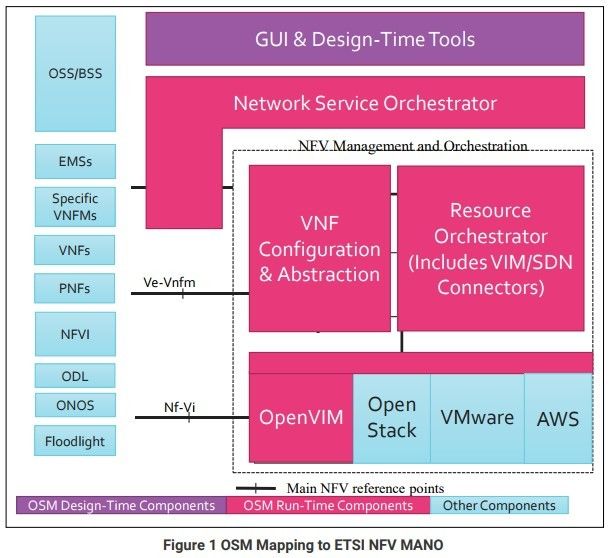 GUI & Design-Time Tools
OSS/BSS
Network Service Orchestrator
NFV Management and Orchestration
EMSs
Specific
VNFMs
VNFs
PNFs
NFVI
ODL
ONOS
Floodlight
VNF
Configuration
& Abstraction
Resource
Orchestrator
(Includes VIM/SDN
Connectors)
Ve-Vnfm
Nf-Vi
OpenVIM
Open
Stack
VMware
AWS
Main NFV reference points
OSM Design-Time Components
OSM Run-Time Components
Other Components
Figure 1 OSM Mapping to ETSI NFV MANO